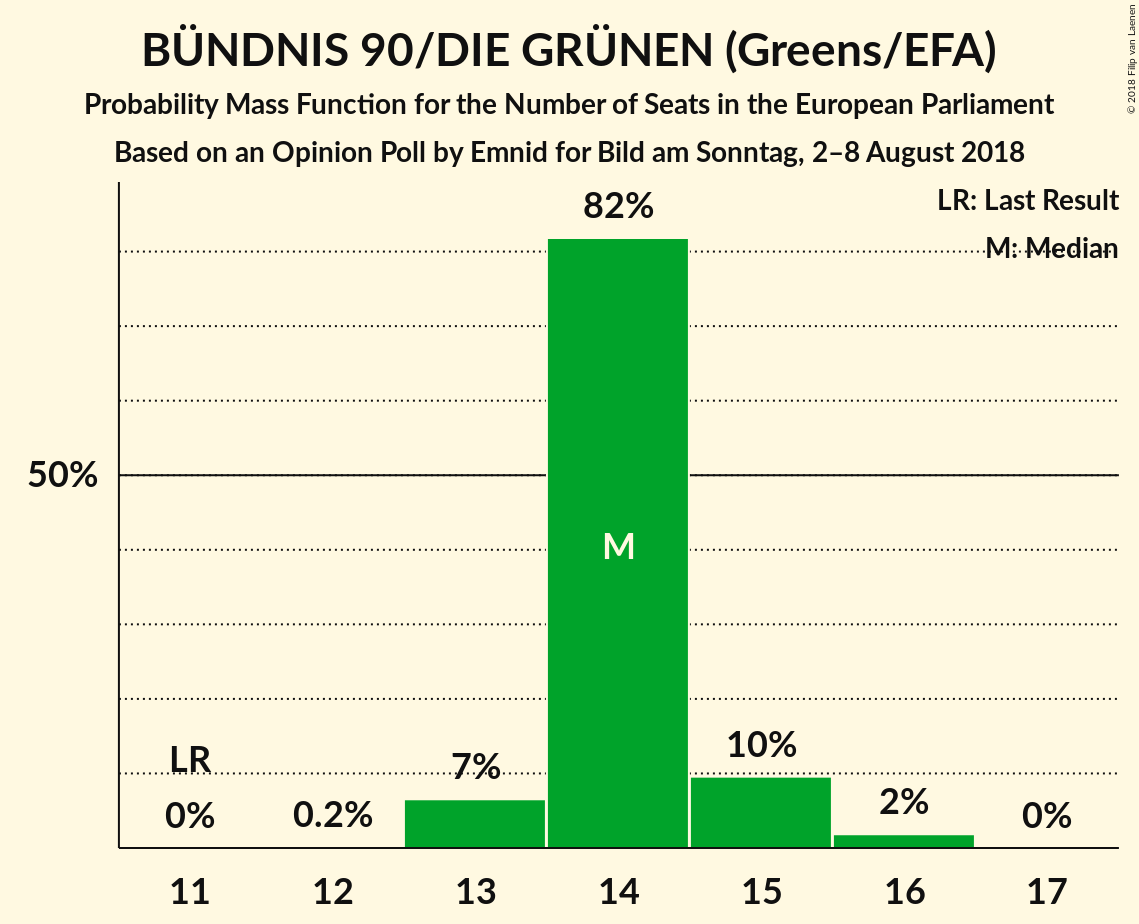 BÜNDNIS 90/DIE GRÜNEN (Greens/EFA)
Probability Mass Function for the Number of Seats in the European Parliament
Based on an Opinion Poll by Emnid for Bild am Sonntag, 2–8 August 2018
© 2018 Filip van Laenen
LR: Last Result
M: Median
82%
50%
M
LR
0%
0.2%
7%
10%
2%
0%
11 12 13 14 15 16 17